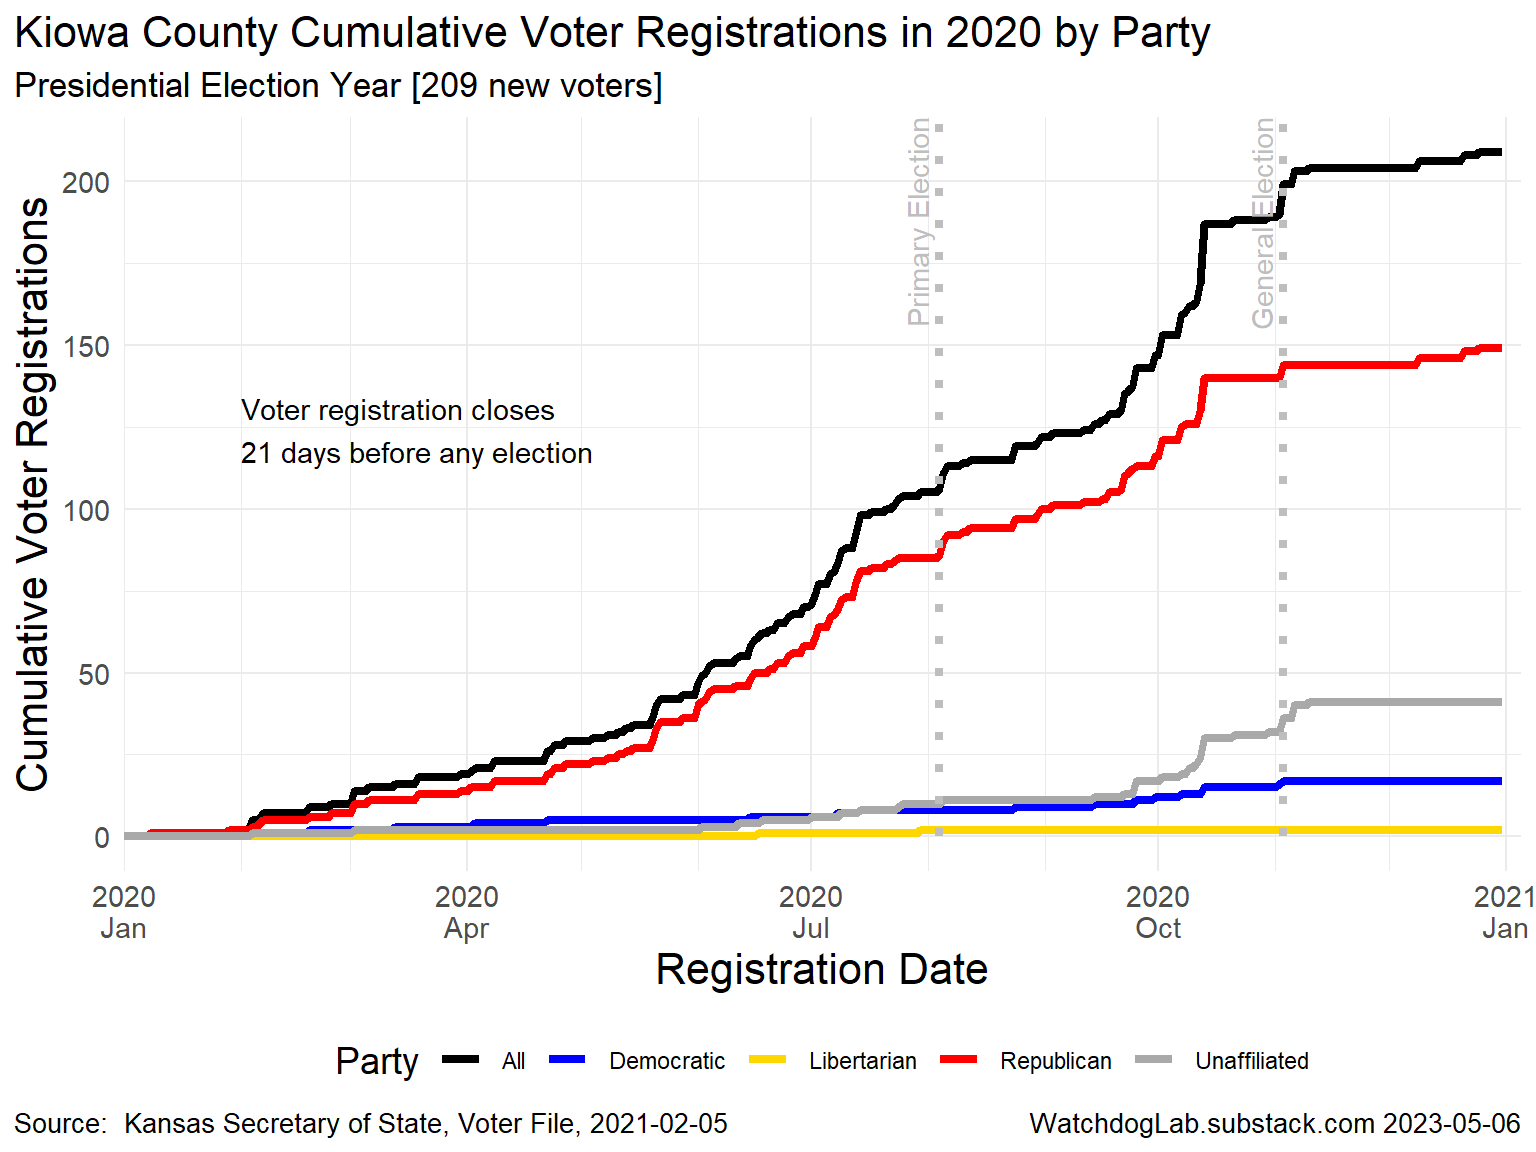 Kiowa County Cumulative Voter Registrations in 2020 by Party
Presidential Election Year [209 new voters]
Cumulative Voter Registrations
200
150
100
50
0
Primary Election
General Election
Voter registration closes
21 days before any election
2020
Jan
2020
Apr
2020
Jul
2020
Oct
2021
Jan
Registration Date
Party
All
Democratic
Libertarian
Republican
Unaffiliated
Source:  Kansas Secretary of State, Voter File, 2021-02-05
WatchdogLab.substack.com 2023-05-06